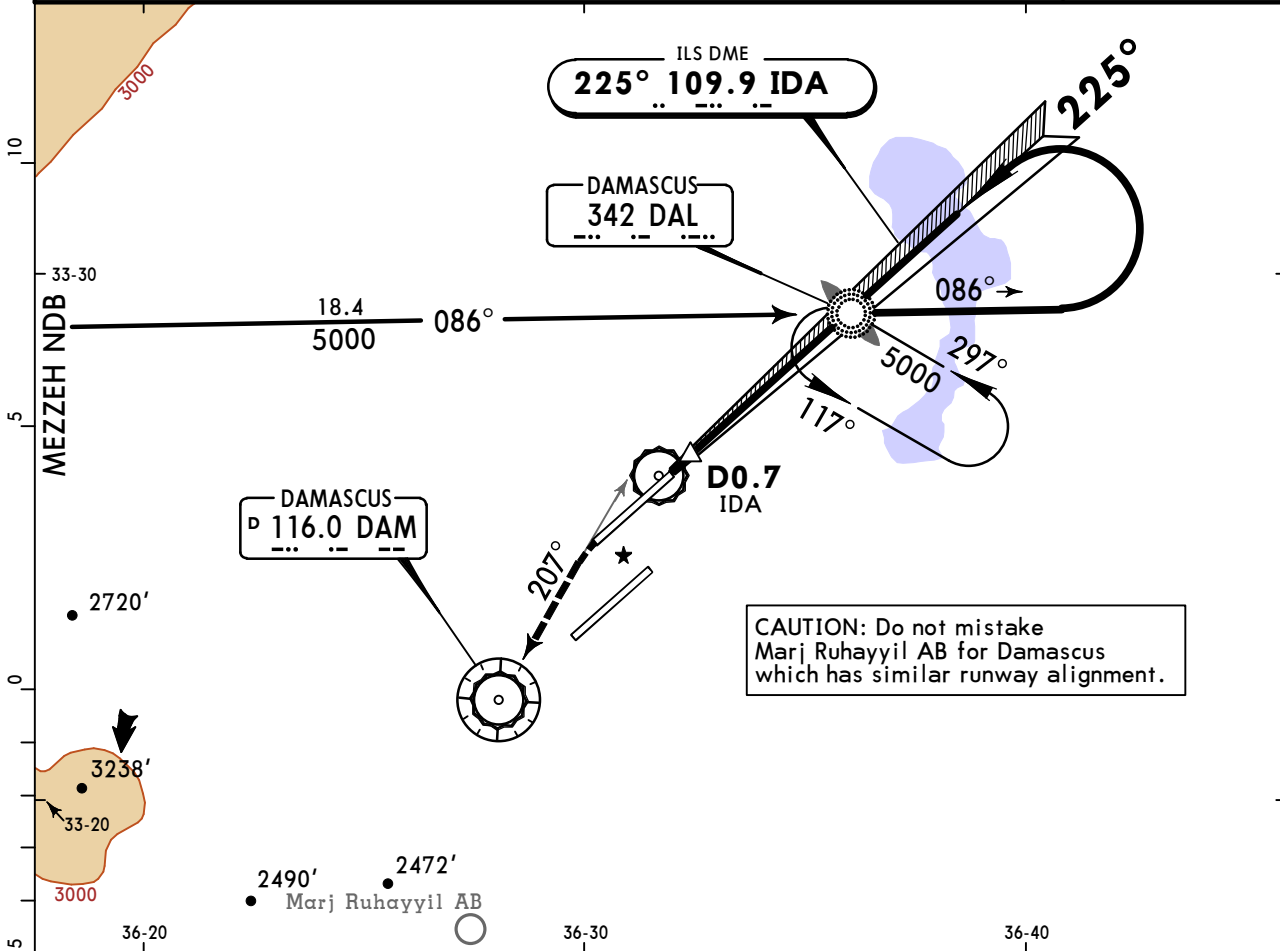 3000
ILS DME
225° 109.9 IDA
225°
10
DAMASCUS
342 DAL
33-30
086°
MEZZEH NDB
18.4
086°
5000
297°
5000
117°
5
D0.7
IDA
DAMASCUS
D 116.0 DAM
207°
2720'
CAUTION: Do not mistake
Marj Ruhayyil AB for Damascus
which has similar runway alignment.
0
3238'
33-20
3000
2490'
2472'
Marj Ruhayyil AB
5
36-20
36-30
36-40